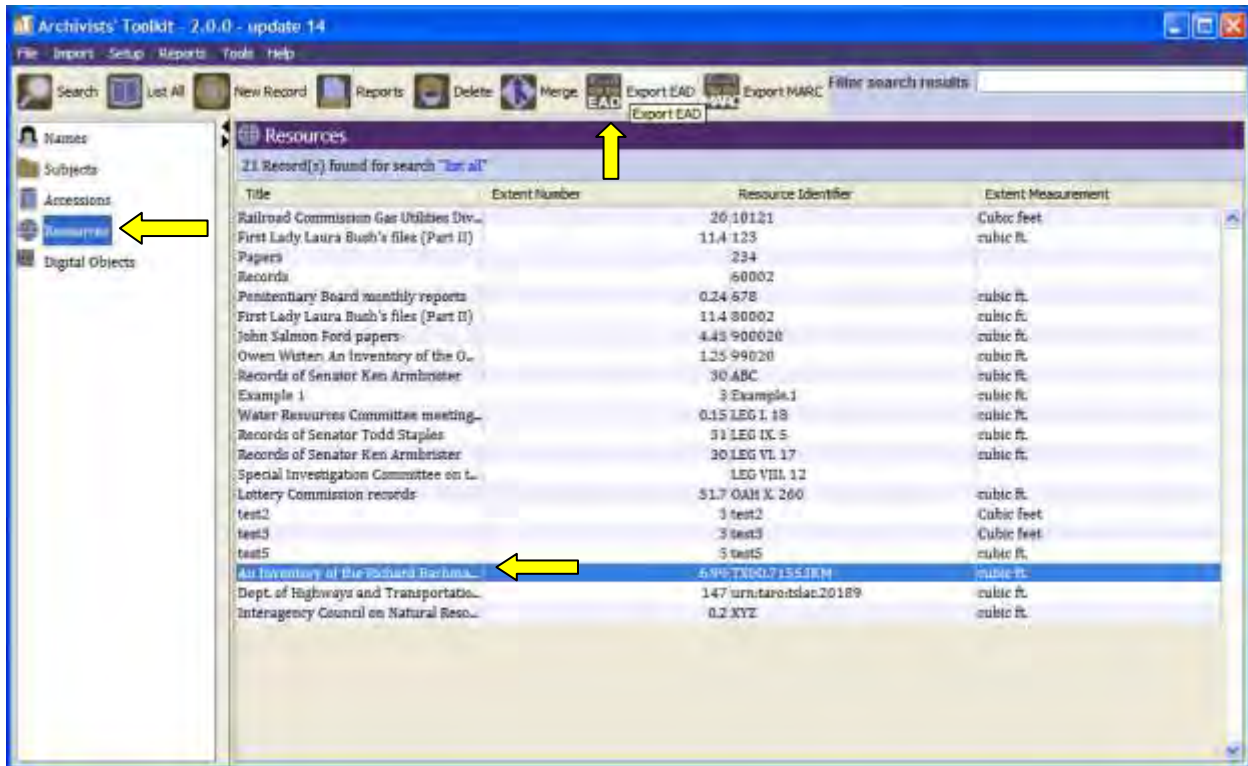 Archivists' Toolkit - 2.0.0 - update 14
File Import Setup Reports Tools Help
Search List All New Record Reports Delete Merge EAD Export EAD MARC Export MARC Filter search results
Export EAD
Names
Subjects
Accessions
Resources
Digital Objects
Resources
21 Record(s) found for search "list all"
Title Extent Number Resource Identifier Extent Measurement
Railroad Commission Gas Utilities Div... 20 10121 Cubic feet
First Lady Laura Bush's files (Part II) 11.4 123 cubic ft.
Papers 234
Records 60002
Penitentiary Board monthly reports 0.24 678 cubic ft.
First Lady Laura Bush's files (Part II) 11.4 80002 cubic ft.
John Salmon Ford papers 4.45 900020 cubic ft.
Owen Wister: An Inventory of the O... 1.25 99020 cubic ft.
Records of Senator Ken Armbrister 30 ABC cubic ft.
Example 1 3 Example.1 cubic ft.
Water Resources Committee meeting... 0.15 LEG I. 18 cubic ft.
Records of Senator Todd Staples 31 LEG IX. 5 cubic ft.
Records of Senator Ken Armbrister 30 LEG VI. 17 cubic ft.
Special Investigation Committee on t... LEG VIII. 12
Lottery Commission records 51.7 OAH X. 260 cubic ft.
test2 3 test2 Cubic feet
test3 3 test3 Cubic feet
test5 3 test5 cubic ft.
An Inventory of the Richard cubic ft.
Dept. of Highways and Transportatio... 147 urn:taro:tslac.20189 cubic ft.
Interagency Council on Natural Reso... 0.2 XYZ cubic ft.